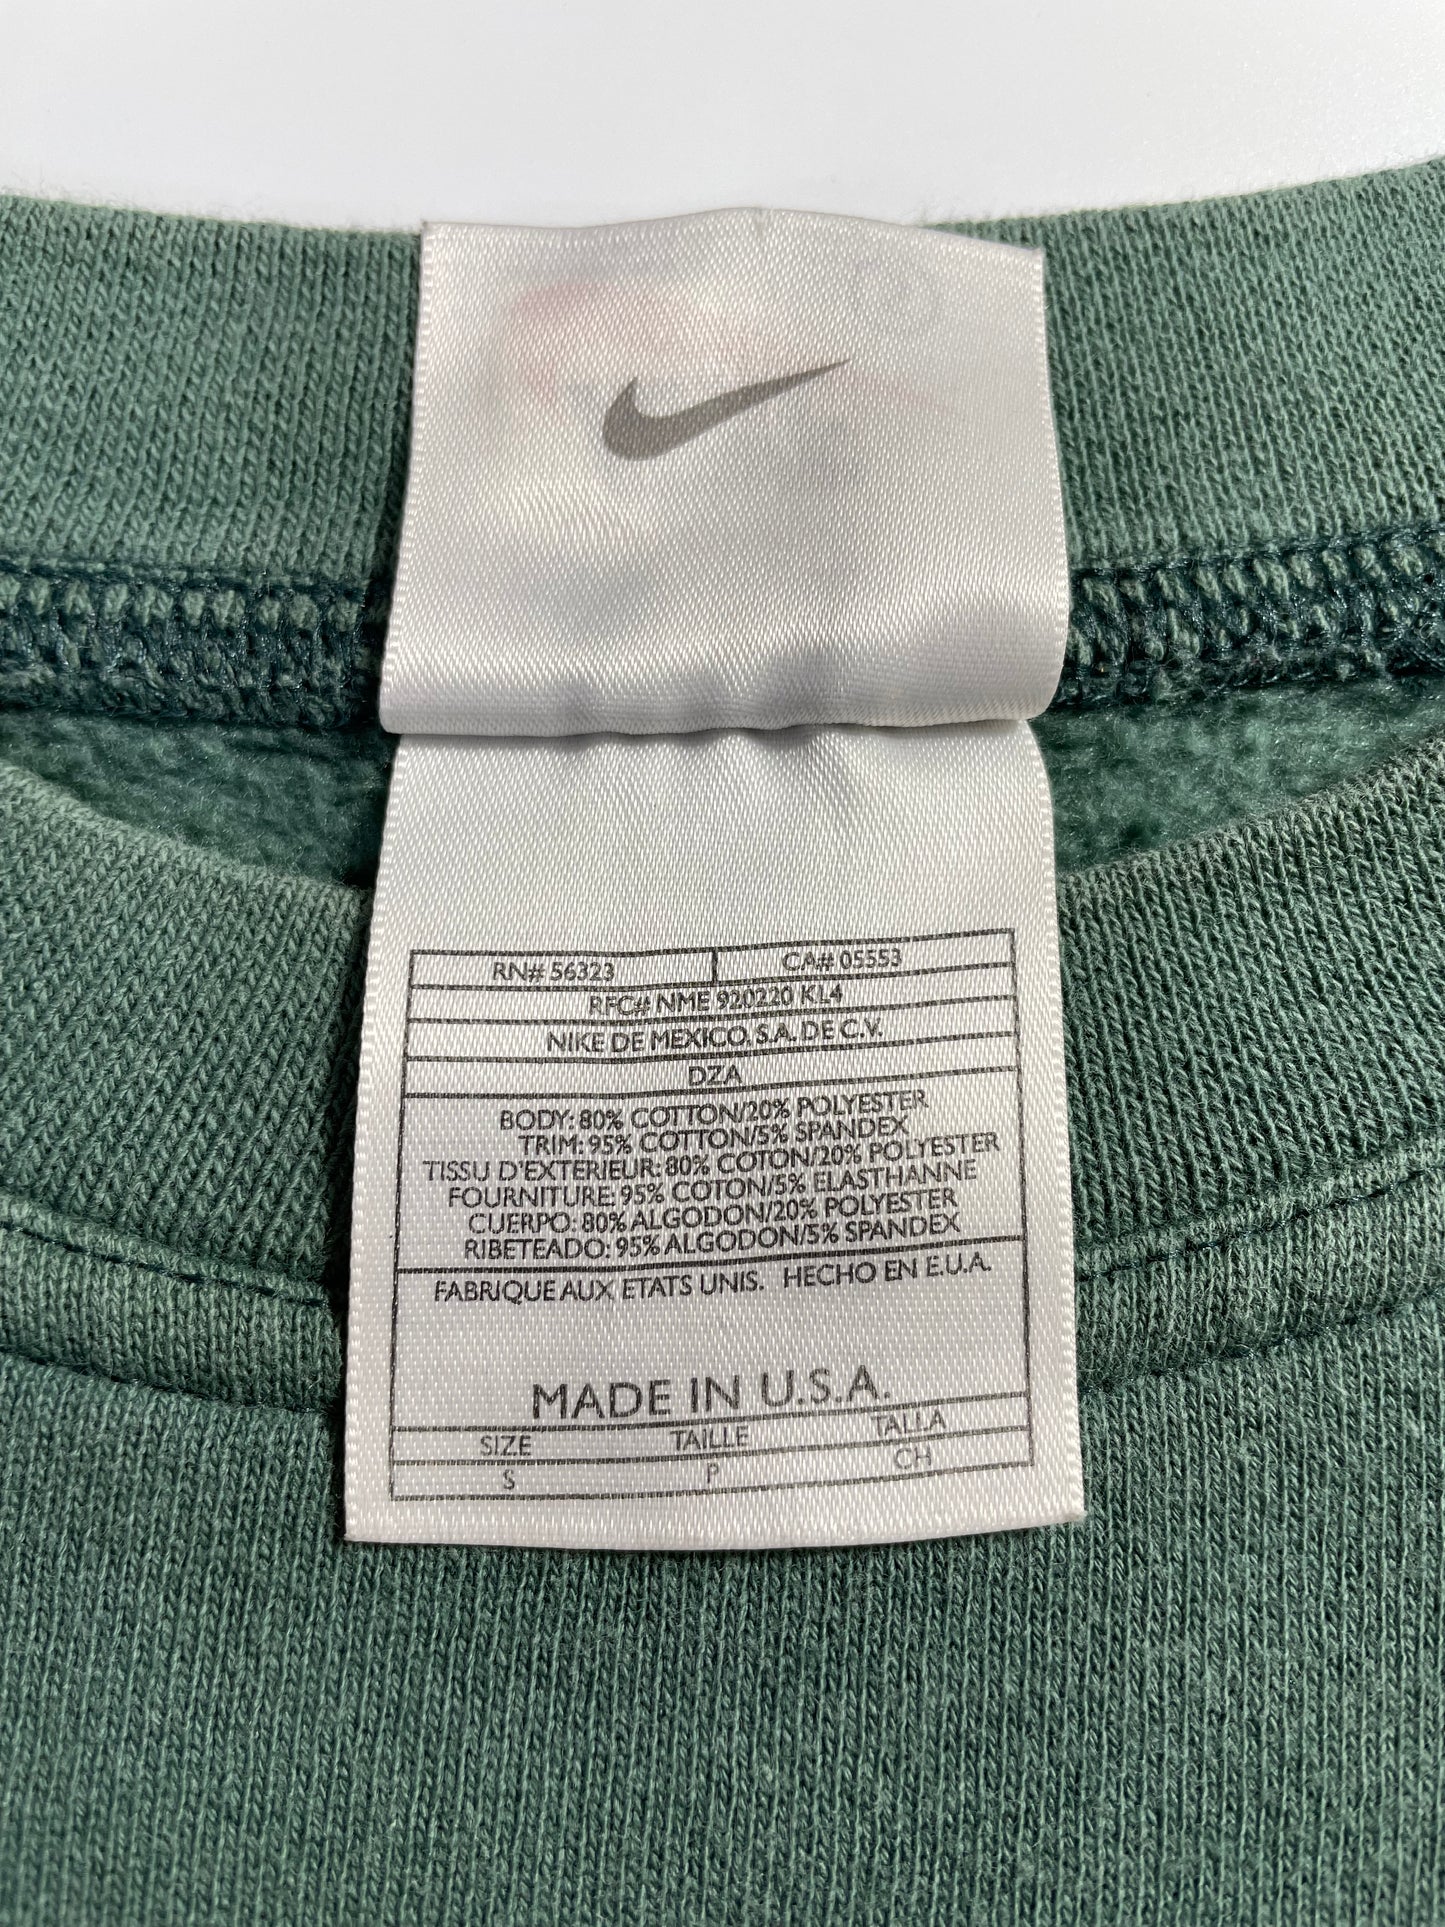 RN# 56323 CA# 05553
RFC# NME 920220 KL4
NIKE DE MEXICO, S.A. DE C.V.
DZA
BODY: 80% COTTON/20% POLYESTER
TRIM: 95% COTTON/5% SPANDEX
TISSU D'EXTERIEUR: 80% COTON/20% POLYESTER
FOURNITURE: 95% COTON/5% ELASTHANNE
CUERPO: 80% ALGODON/20% POLYESTER
RIBETEADO: 95% ALGODON/5% SPANDEX
FABRIQUE AUX ETATS UNIS. HECHO EN E.U.A.
MADE IN U.S.A.
SIZE TAILLE TALLA
S P CH